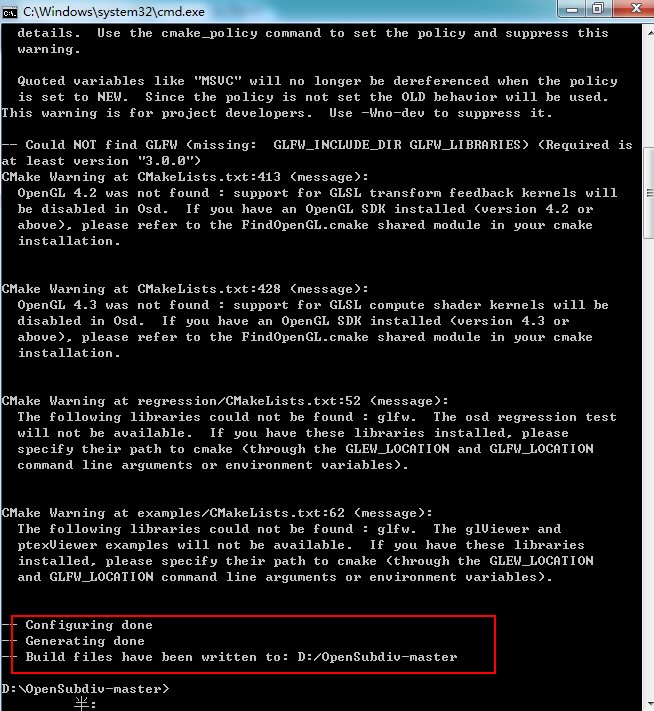 C:\Windows\system32\cmd.exe
details.  Use the cmake_policy command to set the policy and suppress this
warning.
Quoted variables like "MSVC" will no longer be dereferenced when the policy
is set to NEW.  Since the policy is not set the OLD behavior will be used.
This warning is for project developers.  Use -Wno-dev to suppress it.
-- Could NOT find GLFW (missing:  GLFW_INCLUDE_DIR GLFW_LIBRARIES) (Required is
at least version "3.0.0")
CMake Warning at CMakeLists.txt:413 (message):
OpenGL 4.2 was not found : support for GLSL transform feedback kernels will
be disabled in Osd.  If you have an OpenGL SDK installed (version 4.2 or
above), please refer to the FindOpenGL.cmake shared module in your cmake
installation.
CMake Warning at CMakeLists.txt:428 (message):
OpenGL 4.3 was not found : support for GLSL compute shader kernels will be
disabled in Osd.  If you have an OpenGL SDK installed (version 4.3 or
above), please refer to the FindOpenGL.cmake shared module in your cmake
installation.
CMake Warning at regression/CMakeLists.txt:52 (message):
The following libraries could not be found : glfw.  The osd regression test
will not be available.  If you have these libraries installed, please
specify their path to cmake (through the GLEW_LOCATION and GLFW_LOCATION
command line arguments or environment variables).
CMake Warning at examples/CMakeLists.txt:62 (message):
The following libraries could not be found : glfw.  The glViewer and
ptexViewer examples will not be available.  If you have these libraries
installed, please specify their path to cmake (through the GLEW_LOCATION
and GLFW_LOCATION command line arguments or environment variables).
-- Configuring done
-- Generating done
-- Build files have been written to: D:/OpenSubdiv-master
D:\OpenSubdiv-master>
半: